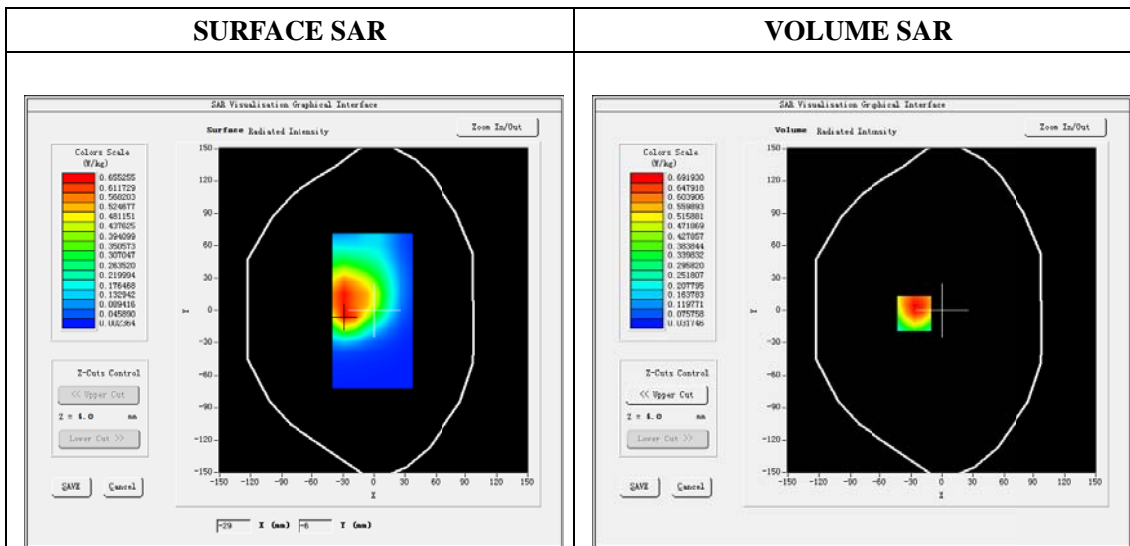 SURFACE SAR
VOLUME SAR
SAR Visualisation Graphical Interface
Surface Radiated Intensity
Zoom In/Out
Colors Scale
(W/kg)
0.655255
0.611729
0.568203
0.524677
0.481151
0.437625
0.394099
0.350573
0.307047
0.263520
0.219994
0.176468
0.132942
0.089416
0.045890
0.002364
150
120
90
60
30
0
-30
-60
-90
-120
-150
Y
-150 -120 -90 -60 -30 0 30 60 90 120 150
X
Z-Cuts Control
<< Upper Cut
Z = 4.0 mm
Lower Cut >>
SAVE Cancel
-29 X (mm) -6 Y (mm)
SAR Visualisation Graphical Interface
Volume Radiated Intensity
Zoom In/Out
Colors Scale
(W/kg)
0.691930
0.647918
0.603906
0.559893
0.515881
0.471869
0.427857
0.383844
0.339832
0.295820
0.251807
0.207795
0.163783
0.119771
0.075758
0.031746
150
120
90
60
30
0
-30
-60
-90
-120
-150
Y
-150 -120 -90 -60 -30 0 30 60 90 120 150
X
Z-Cuts Control
<< Upper Cut
Z = 4.0 mm
Lower Cut >>
SAVE Cancel